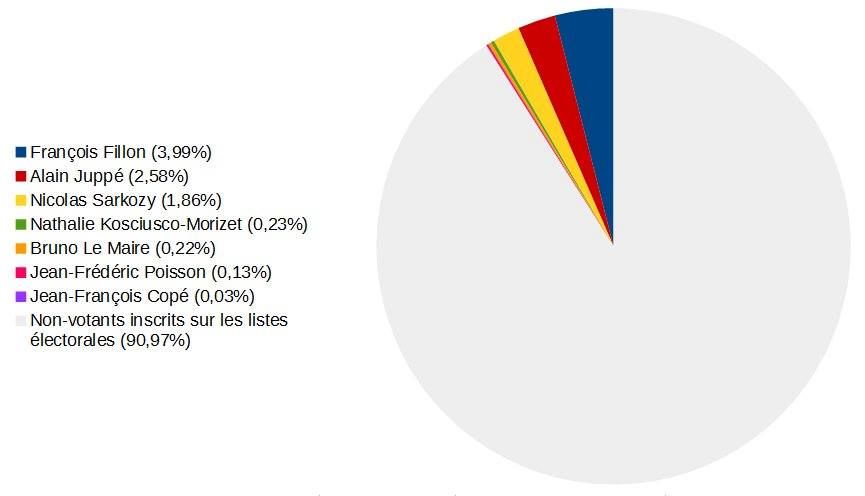 François Fillon (3,99%)
Alain Juppé (2,58%)
Nicolas Sarkozy (1,86%)
Nathalie Kosciusco-Morizet (0,23%)
Bruno Le Maire (0,22%)
Jean-Frédéric Poisson (0,13%)
Jean-François Copé (0,03%)
Non-votants inscrits sur les listes
électorales (90,97%)